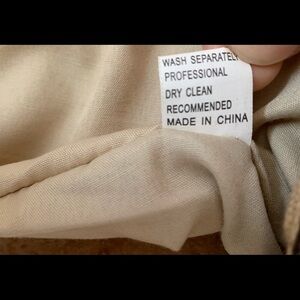 WASH SEPARATELY
PROFESSIONAL
DRY CLEAN
RECOMMENDED
MADE IN CHINA